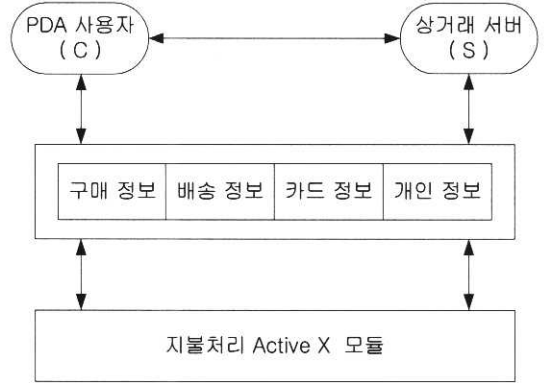 PDA 사용자
( C )
상거래 서버
( S )
구매 정보
배송 정보
카드 정보
개인 정보
지불처리 Active X 모듈